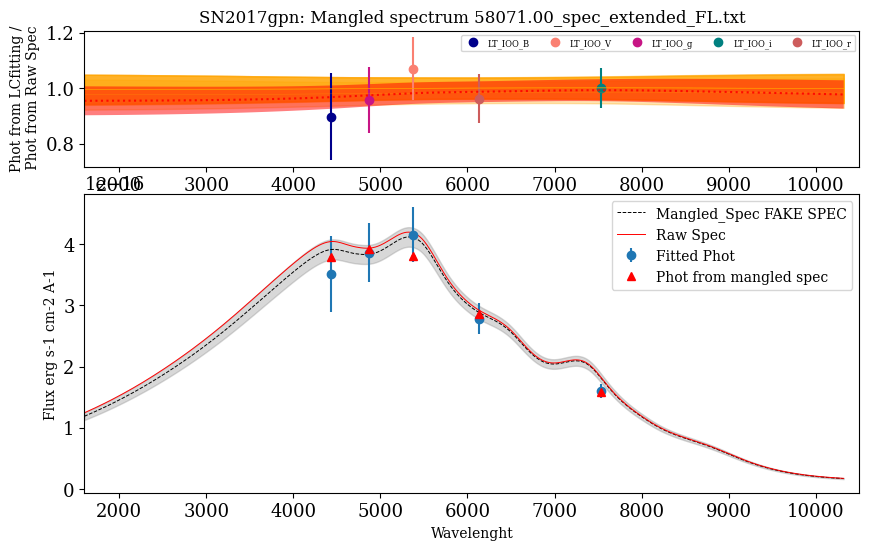 SN2017gpn: Mangled spectrum 58071.00_spec_extended_FL.txt
Phot from LCfitting /
Phot from Raw Spec
1.2
1.0
0.8
LT_IOO_B LT_IOO_V LT_IOO_g LT_IOO_i LT_IOO_r
2000 3000 4000 5000 6000 7000 8000 9000 10000
1e−16
Flux erg s-1 cm-2 A-1
4
3
2
1
0
Mangled_Spec FAKE SPEC
Raw Spec
Fitted Phot
Phot from mangled spec
2000 3000 4000 5000 6000 7000 8000 9000 10000
Wavelenght